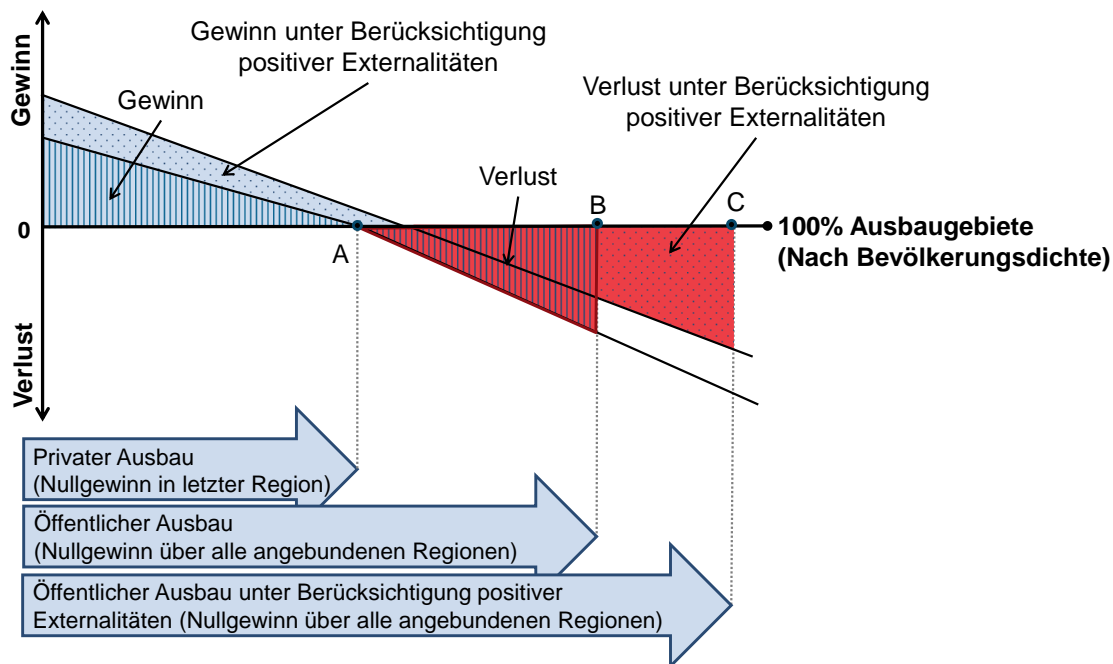 Gewinn
Gewinn unter Berücksichtigung
positiver Externalitäten
Gewinn
Verlust unter Berücksichtigung
positiver Externalitäten
Verlust
0
A
B
C
100% Ausbaugebiete
(Nach Bevölkerungsdichte)
Verlust
Privater Ausbau
(Nullgewinn in letzter Region)
Öffentlicher Ausbau
(Nullgewinn über alle angebundenen Regionen)
Öffentlicher Ausbau unter Berücksichtigung positiver
Externalitäten (Nullgewinn über alle angebundenen Regionen)